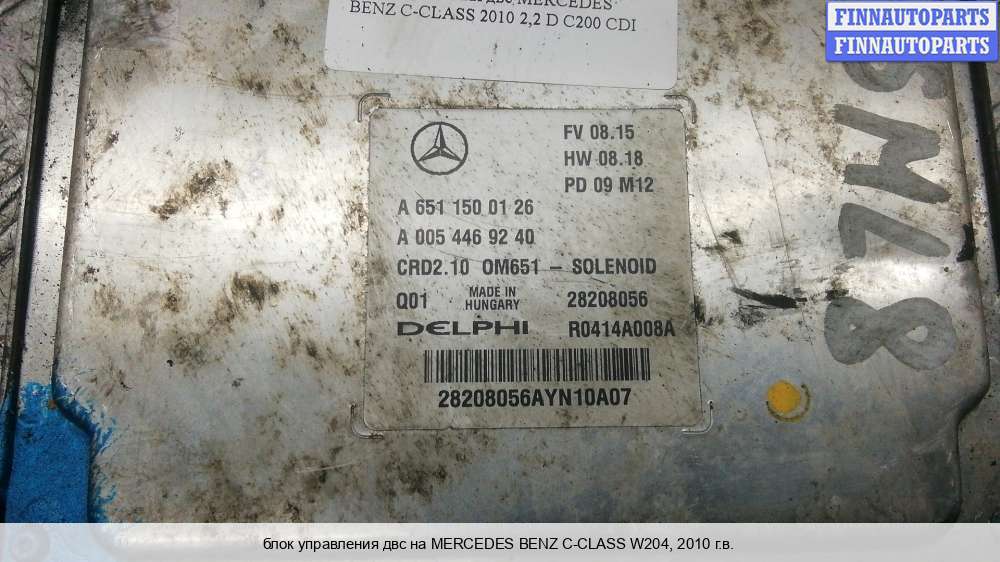 MERCEDES
BENZ C-CLASS 2010 2,2 D C200 CDI
FINNAUTOPARTS
FINNAUTOPARTS
FV 08.15
HW 08.18
PD 09 M12
A 651 150 01 26
A 005 446 92 40
CRD2.10 OM651 – SOLENOID
Q01 MADE IN HUNGARY 28208056
DELPHI R0414A008A
28208056AYN10A07
блок управления двс на MERCEDES BENZ C-CLASS W204, 2010 г.в.